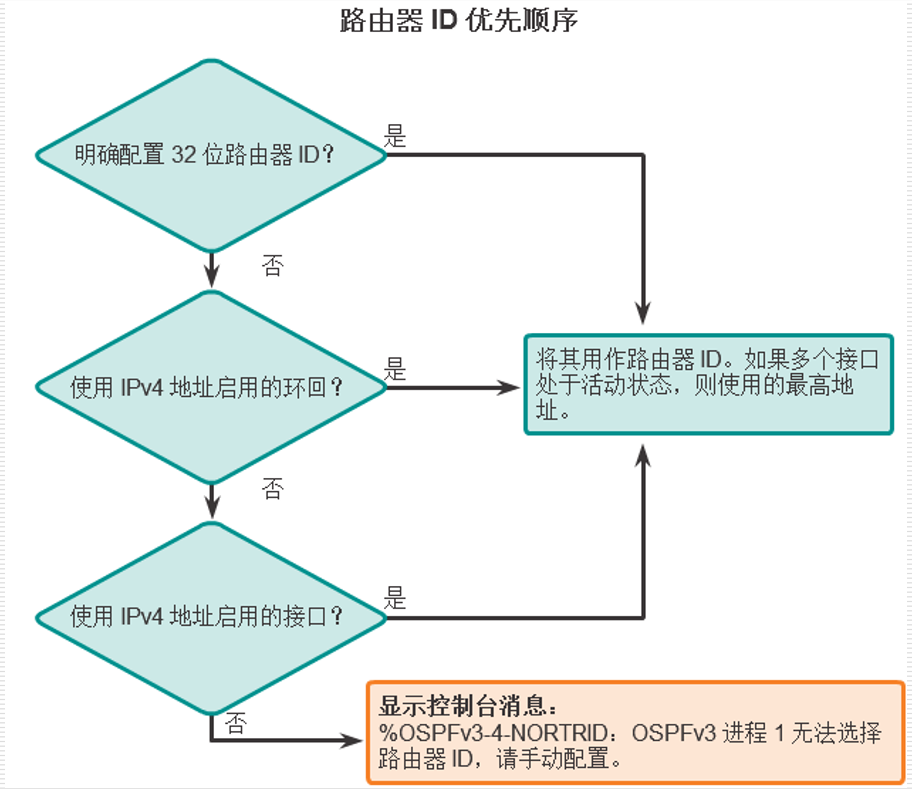 路由器 ID 优先顺序
是
明确配置 32 位路由器 ID？
否
是
使用 IPv4 地址启用的环回？
将其用作路由器 ID。如果多个接口
处于活动状态，则使用的最高地
址。
否
是
使用 IPv4 地址启用的接口？
否
显示控制台消息：
%OSPFv3-4-NORTRID：OSPFv3 进程 1 无法选择
路由器 ID，请手动配置。